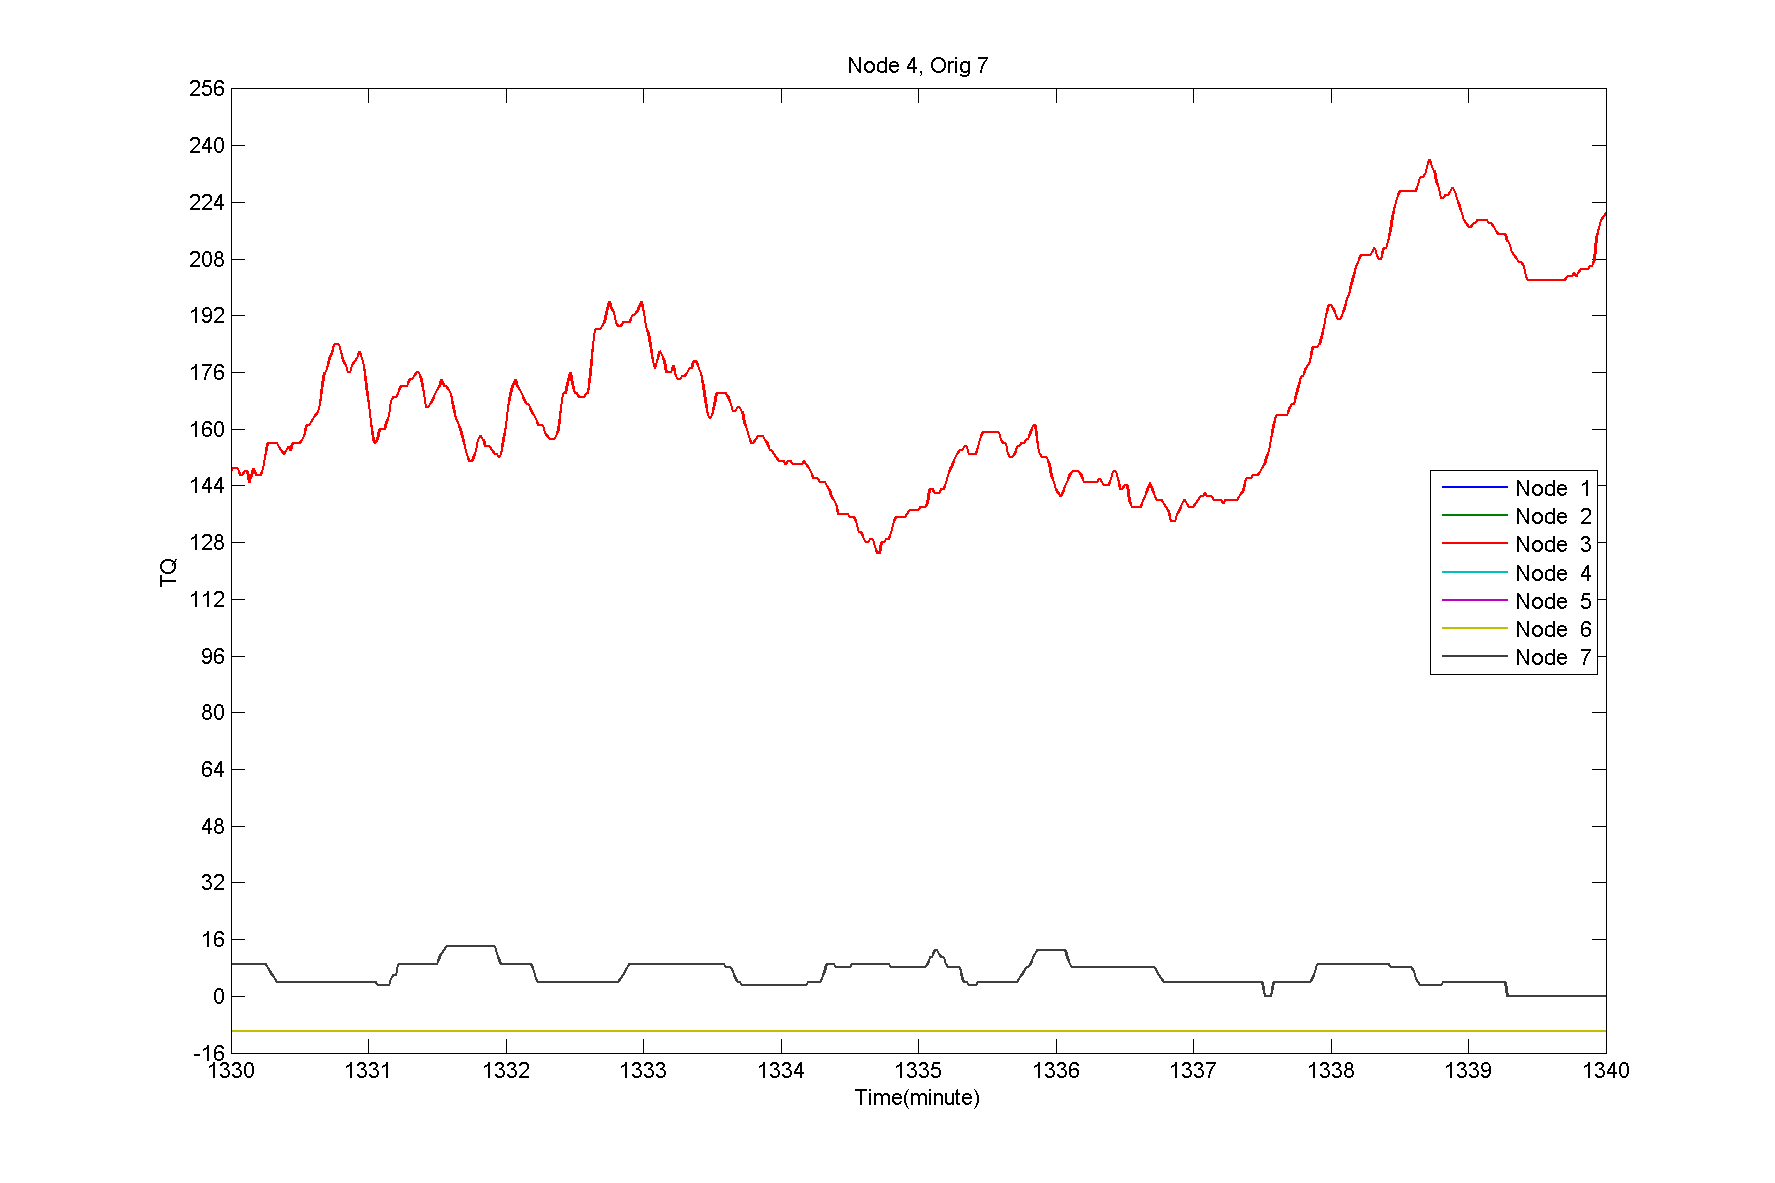 Node 4, Orig 7
256
240
224
208
192
176
160
144
128
112
96
80
64
48
32
16
0
-16
TQ
Node 1
Node 2
Node 3
Node 4
Node 5
Node 6
Node 7
1330 1331 1332 1333 1334 1335 1336 1337 1338 1339 1340
Time(minute)